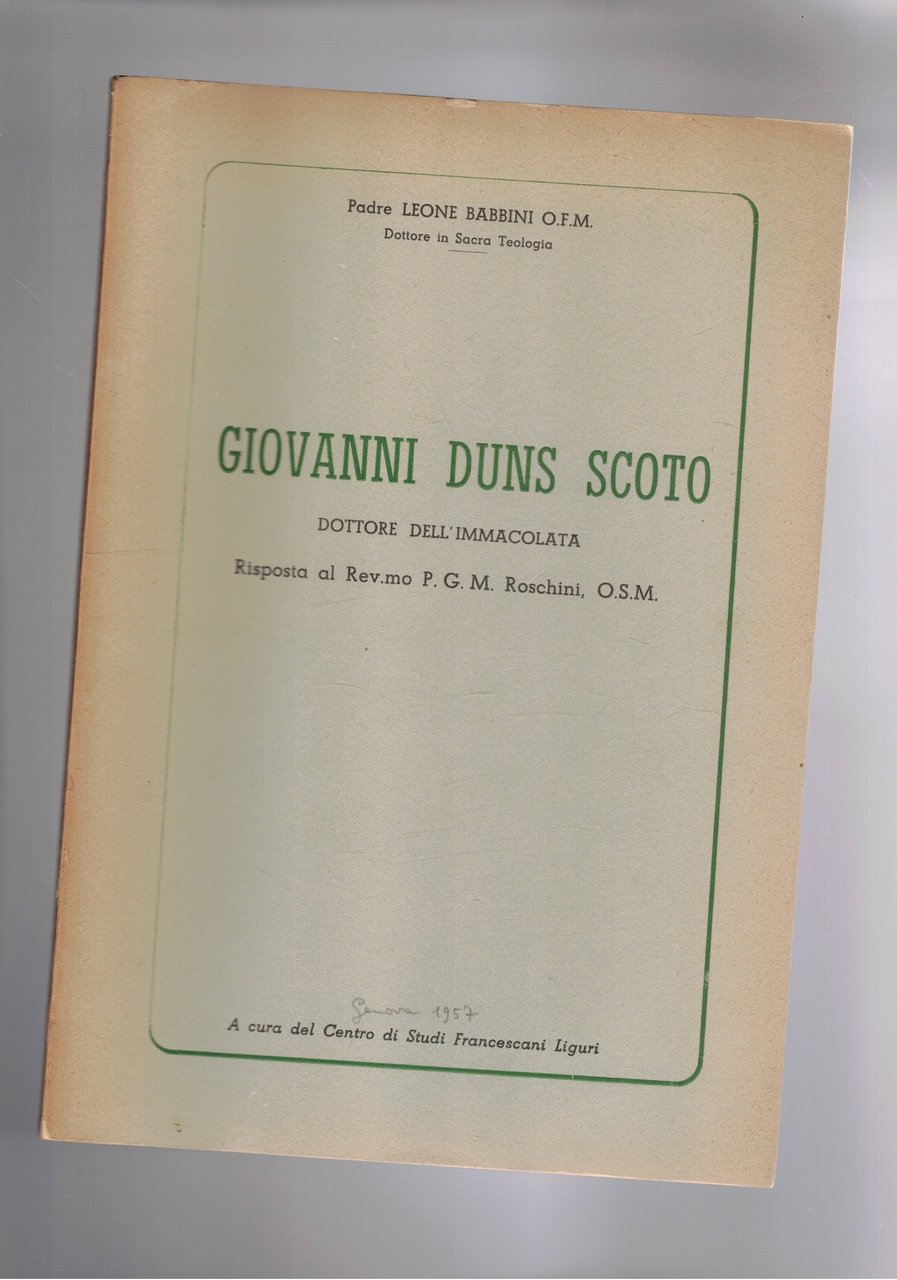 Padre LEONE BABBINI O.F.M.
Dottore in Sacra Teologia
GIOVANNI DUNS SCOTO
DOTTORE DELL'IMMACOLATA
Risposta al Rev.mo P. G. M. Roschini, O.S.M.
Genova 1957
A cura del Centro di Studi Francescani Liguri